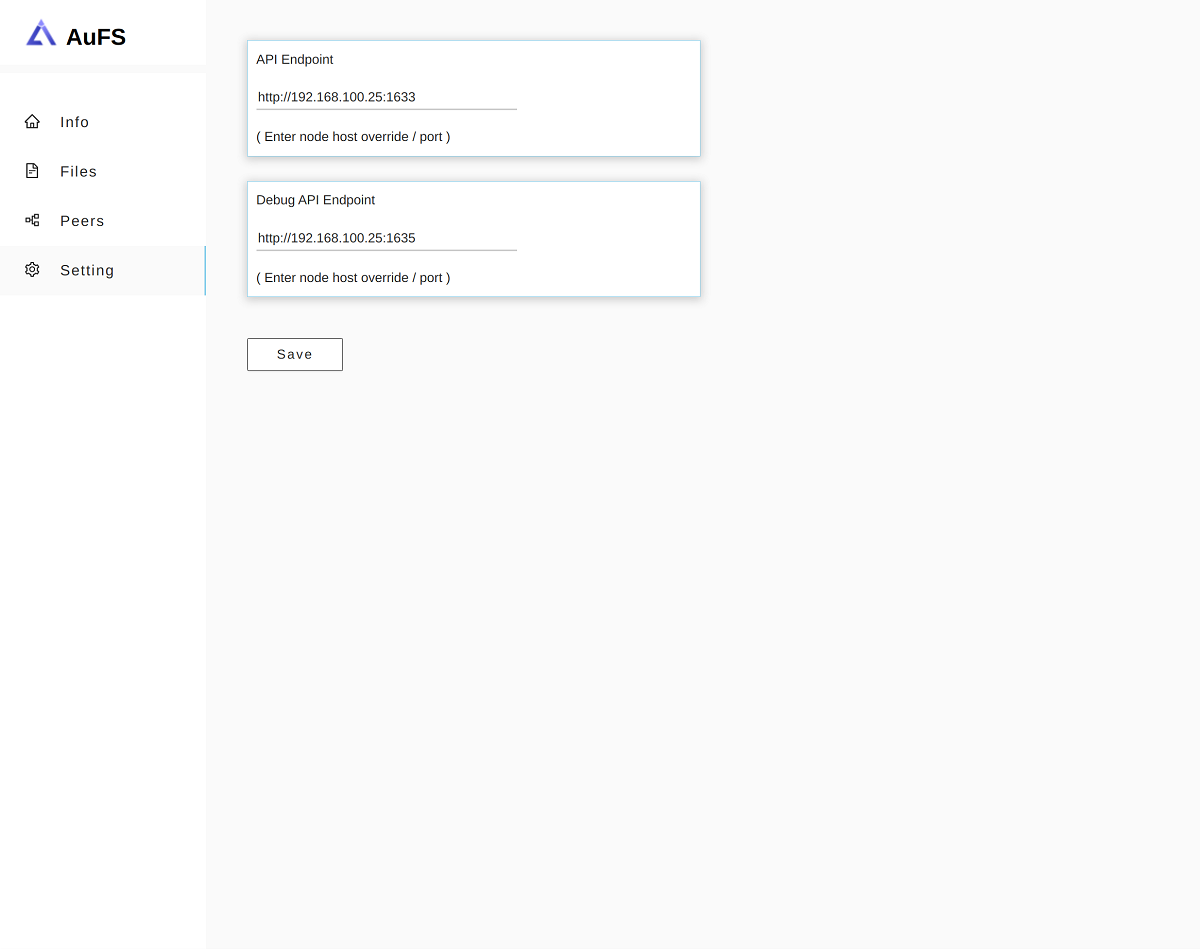 AuFS
Info
Files
Peers
Setting
API Endpoint
http://192.168.100.25:1633
( Enter node host override / port )
Debug API Endpoint
http://192.168.100.25:1635
( Enter node host override / port )
Save